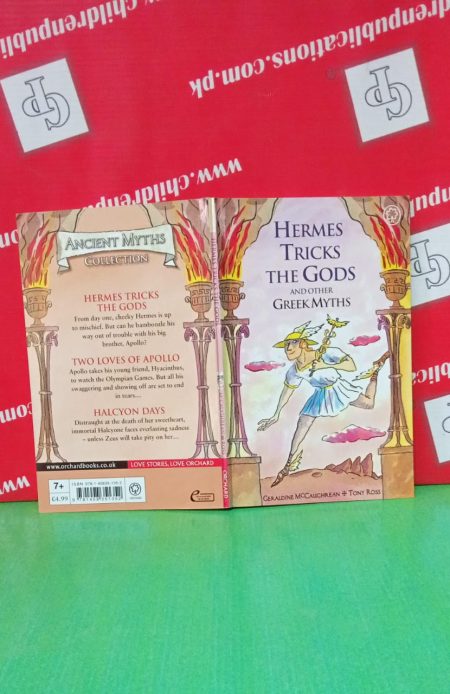 www.childrenpublications.com.pk
CP
CP
www.childrenpublications.com.pk
ANCIENT MYTHS
COLLECTION
HERMES TRICKS
THE GODS
From day one, cheeky Hermes is up
to mischief. But can he bamboozle his
way out of trouble with his big
brother, Apollo?
TWO LOVES OF APOLLO
Apollo takes his young friend, Hyacinthus,
to watch the Olympian Games. But all his
swaggering and showing off are set to end
in tears....
HALCYON DAYS
Distraught at the death of her sweetheart,
immortal Halcyone faces everlasting sadness
- unless Zeus will take pity on her...
www.orchardbooks.co.uk
LOVE STORIES, LOVE ORCHARD
7+
£4.99
ORCHARD
HERMES
TRICKS
THE GODS
AND OTHER
GREEK MYTHS
GERALDINE MCCAUGHREAN + TONY ROSS